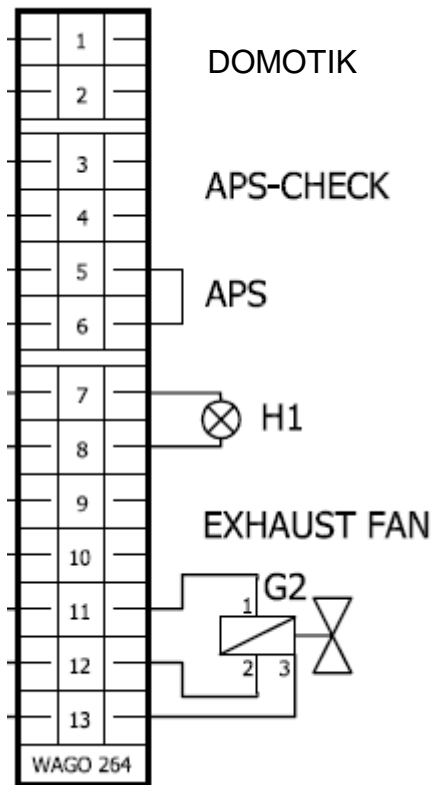 1
DOMOTIK
2
3
APS-CHECK
4
5
APS
6
7
H1
8
9
EXHAUST FAN
10
G2
11
1
12
2 3
13
WAGO 264